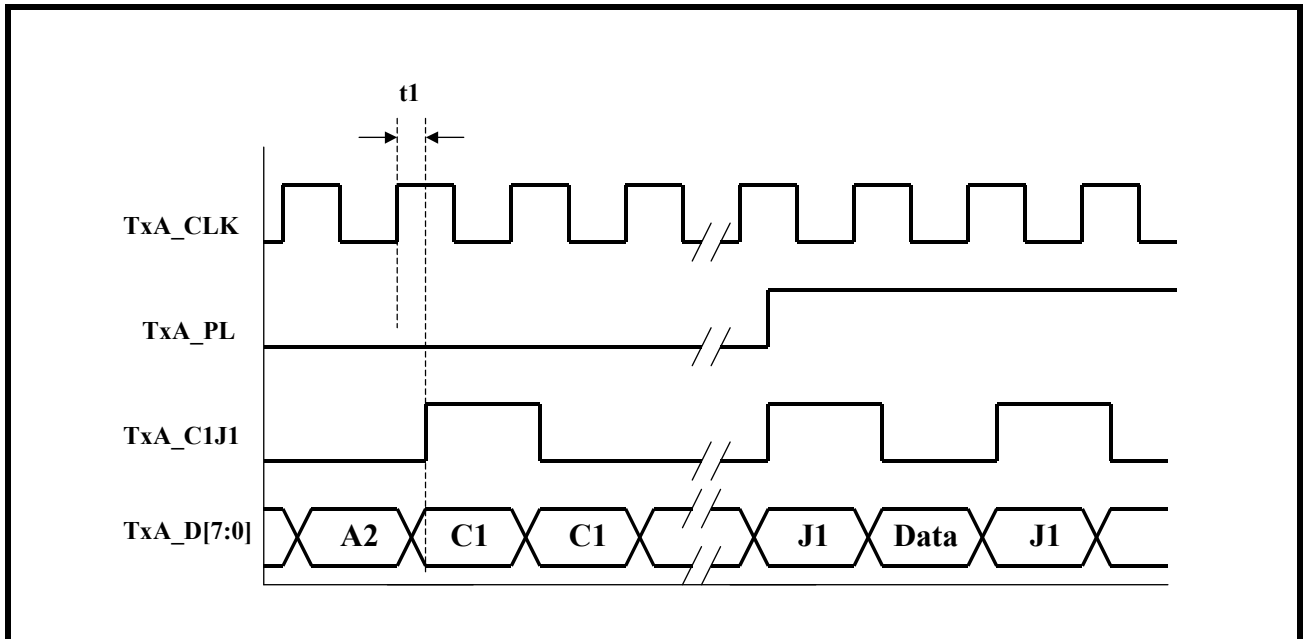 t1
TxA_CLK
TxA_PL
TxA_C1J1
TxA_D[7:0] A2 C1 C1 J1 Data J1